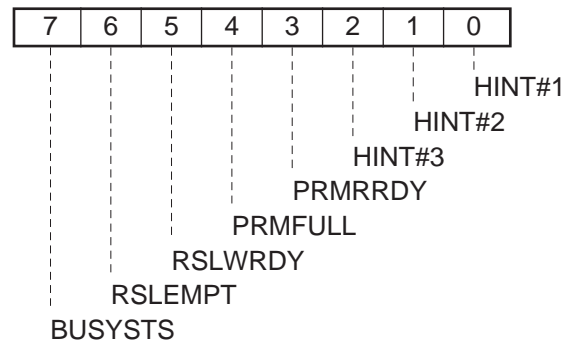 7 6 5 4 3 2 1 0
HINT#1
HINT#2
HINT#3
PRMRRDY
PRMFULL
RSLWRDY
RSLEMPT
BUSYSTS